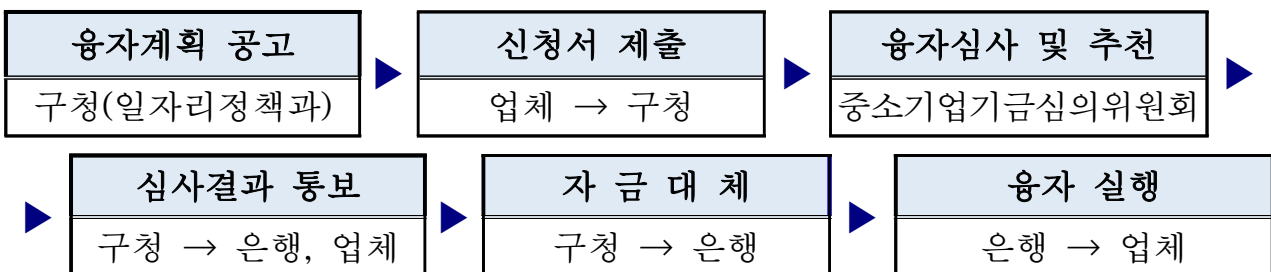 융자계획 공고
구청(일자리정책과)
신청서 제출
업체 → 구청
융자심사 및 추천
중소기업기금심의위원회
심사결과 통보
구청 → 은행, 업체
자 금 대 체
구청 → 은행
융자 실행
은행 → 업체